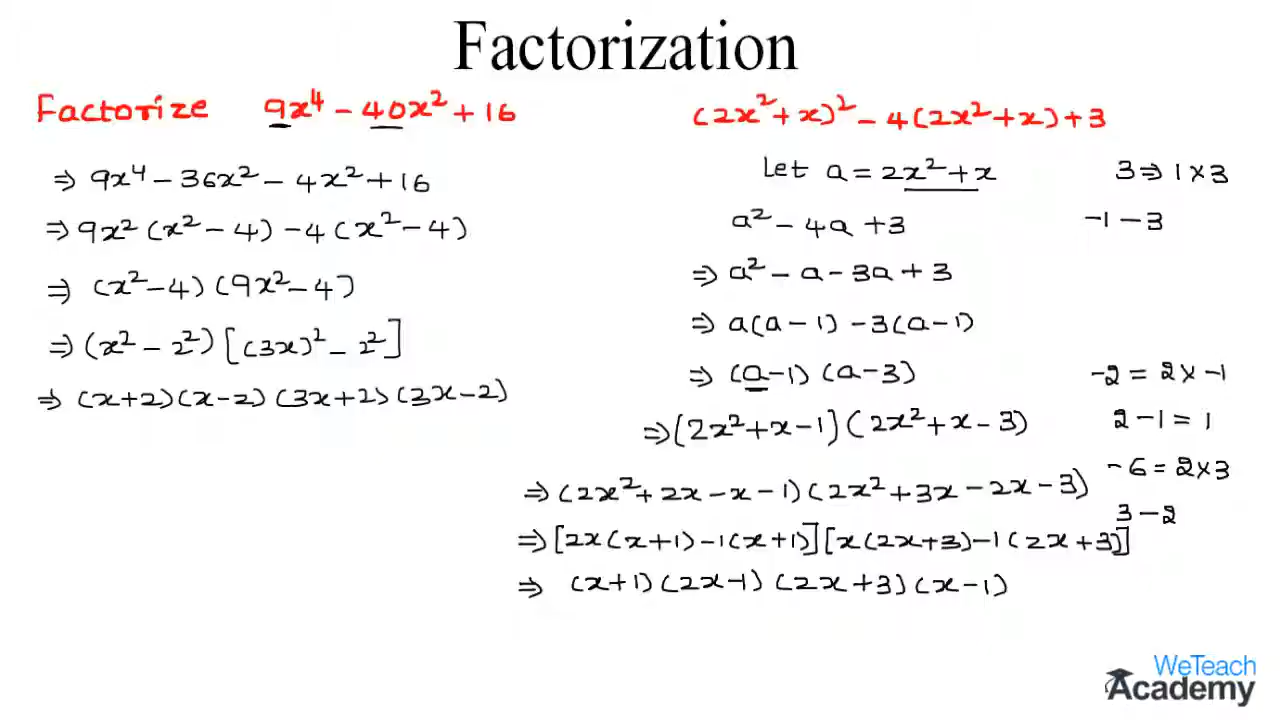 Factorization
Factorize 9x⁴ - 40x² + 16
⇒ 9x⁴ - 36x² - 4x² + 16
⇒ 9x² (x² - 4) - 4 (x² - 4)
⇒ (x² - 4) (9x² - 4)
⇒ (x² - 2²) [(3x)² - 2²]
⇒ (x+2) (x-2) (3x+2) (3x-2)
(2x² + x)² - 4(2x² + x) + 3
Let a = 2x² + x
a² - 4a + 3
⇒ a² - a - 3a + 3
⇒ a(a - 1) - 3(a - 1)
⇒ (a - 1) (a - 3)
⇒ (2x² + x - 1) (2x² + x - 3)
⇒ (2x² + 2x - x - 1) (2x² + 3x - 2x - 3)
⇒ [2x (x+1) - 1(x+1)] [x(2x+3) - 1(2x+3)]
⇒ (x+1) (2x-1) (2x+3) (x-1)
3 ⇒ 1 × 3
-1 - 3
-2 = 2 × -1
2 - 1 = 1
-6 = 2 × 3
3 - 2
WeTeach
Academy